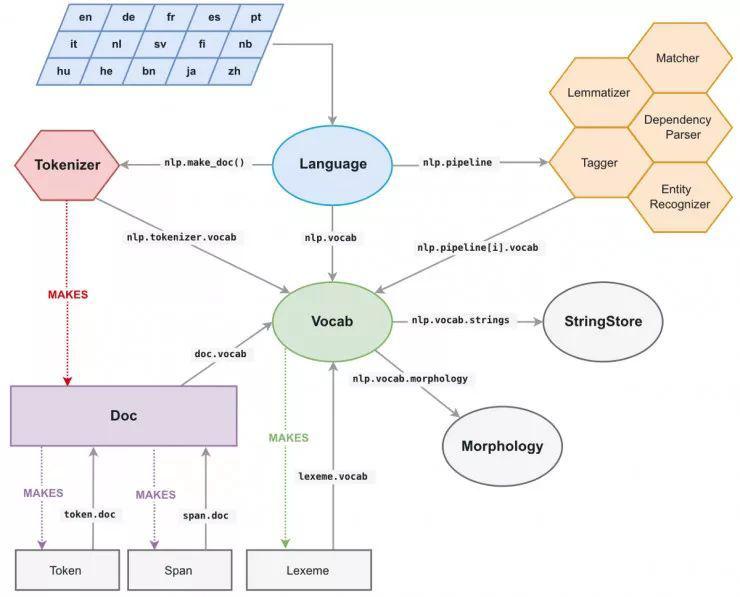 en de fr es pt
it nl sv fi nb
hu he bn ja zh
Matcher
Lemmatizer
Dependency
Parser
Tokenizer
nlp.make_doc()
Language
nlp.pipeline
Tagger
Entity
Recognizer
nlp.tokenizer.vocab
nlp.vocab
nlp.pipeline[i].vocab
MAKES
Vocab
nlp.vocab.strings
StringStore
doc.vocab
nlp.vocab.morphology
Doc
MAKES
Morphology
lexeme.vocab
MAKES
MAKES
token.doc
span.doc
Token
Span
Lexeme